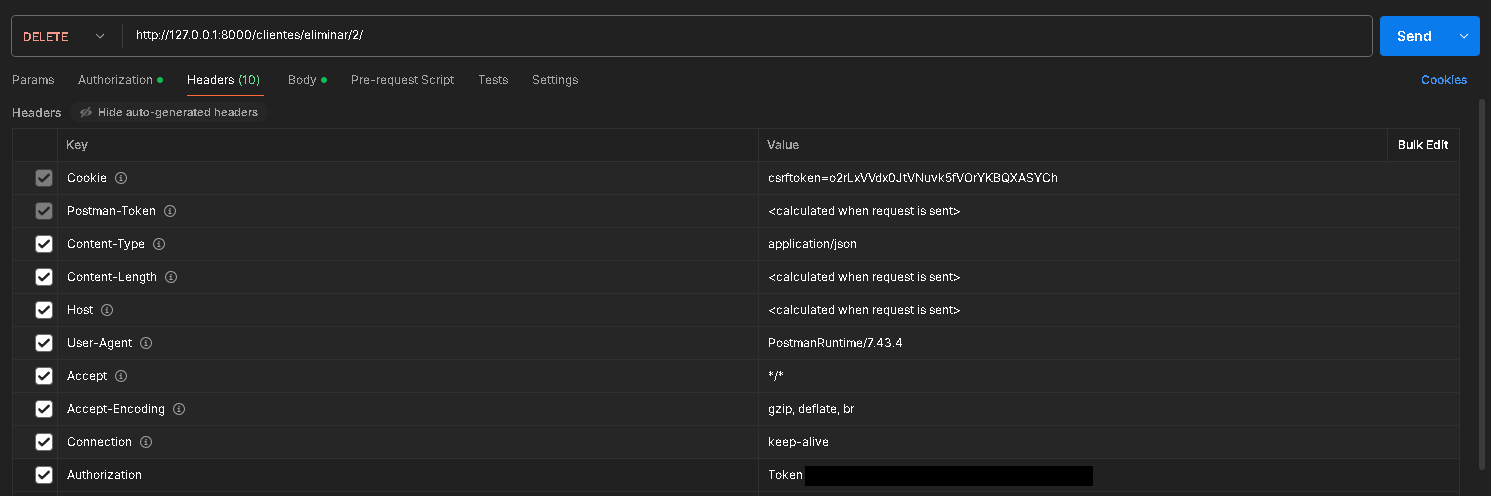 DELETE http://127.0.0.1:8000/clientes/eliminar/2/ Send
Params Authorization Headers (10) Body Pre-request Script Tests Settings Cookies
Headers Hide auto-generated headers
Key Value Bulk Edit
Cookie csrftoken=o2rLxVVdx0JtVNuvk5fVOrYKBQXASYCh
Postman-Token <calculated when request is sent>
Content-Type application/json
Content-Length <calculated when request is sent>
Host <calculated when request is sent>
User-Agent PostmanRuntime/7.43.4
Accept */*
Accept-Encoding gzip, deflate, br
Connection keep-alive
Authorization Token